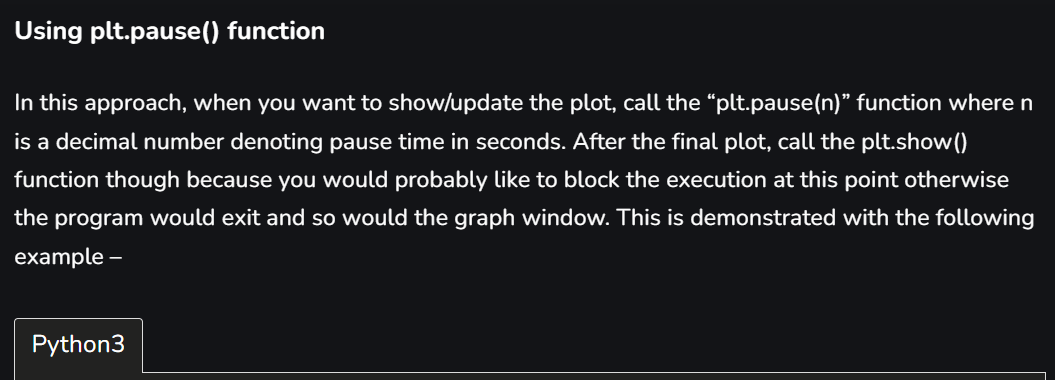 Using plt.pause() function
In this approach, when you want to show/update the plot, call the “plt.pause(n)” function where n
is a decimal number denoting pause time in seconds. After the final plot, call the plt.show()
function though because you would probably like to block the execution at this point otherwise
the program would exit and so would the graph window. This is demonstrated with the following
example –
Python3